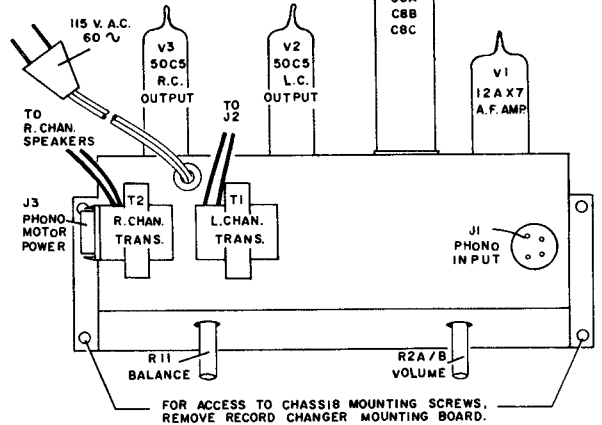 C8B
C8C
115 V. A.C.
60 ~
V3
50C5
R.C.
OUTPUT
V2
50C5
L.C.
OUTPUT
V1
12AX7
A.F. AMP.
TO
R. CHAN.
SPEAKERS
TO
J2
J3
PHONO
MOTOR
POWER
T2
R. CHAN.
TRANS.
T1
L. CHAN.
TRANS.
J1
PHONO
INPUT
R11
BALANCE
R2A/B
VOLUME
FOR ACCESS TO CHASSIS MOUNTING SCREWS,
REMOVE RECORD CHANGER MOUNTING BOARD.